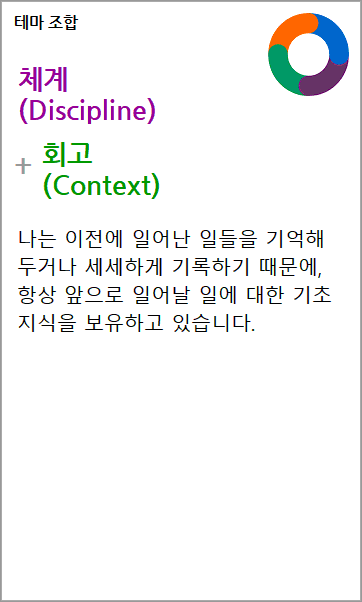 테마 조합
체계
(Discipline)
+ 회고
(Context)
나는 이전에 일어난 일들을 기억해
두거나 세세하게 기록하기 때문에,
항상 앞으로 일어날 일에 대한 기초
지식을 보유하고 있습니다.